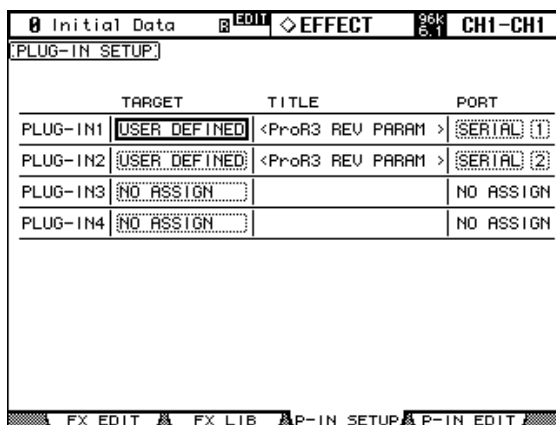 0 Initial Data EDIT ◇EFFECT 96K 6.1 CH1-CH1
PLUG-IN SETUP
TARGET TITLE PORT
PLUG-IN1 USER DEFINED <ProR3 REV PARAM > SERIAL 1
PLUG-IN2 USER DEFINED <ProR3 REV PARAM > SERIAL 2
PLUG-IN3 NO ASSIGN NO ASSIGN
PLUG-IN4 NO ASSIGN NO ASSIGN
FX EDIT FX LIB P-IN SETUP P-IN EDIT